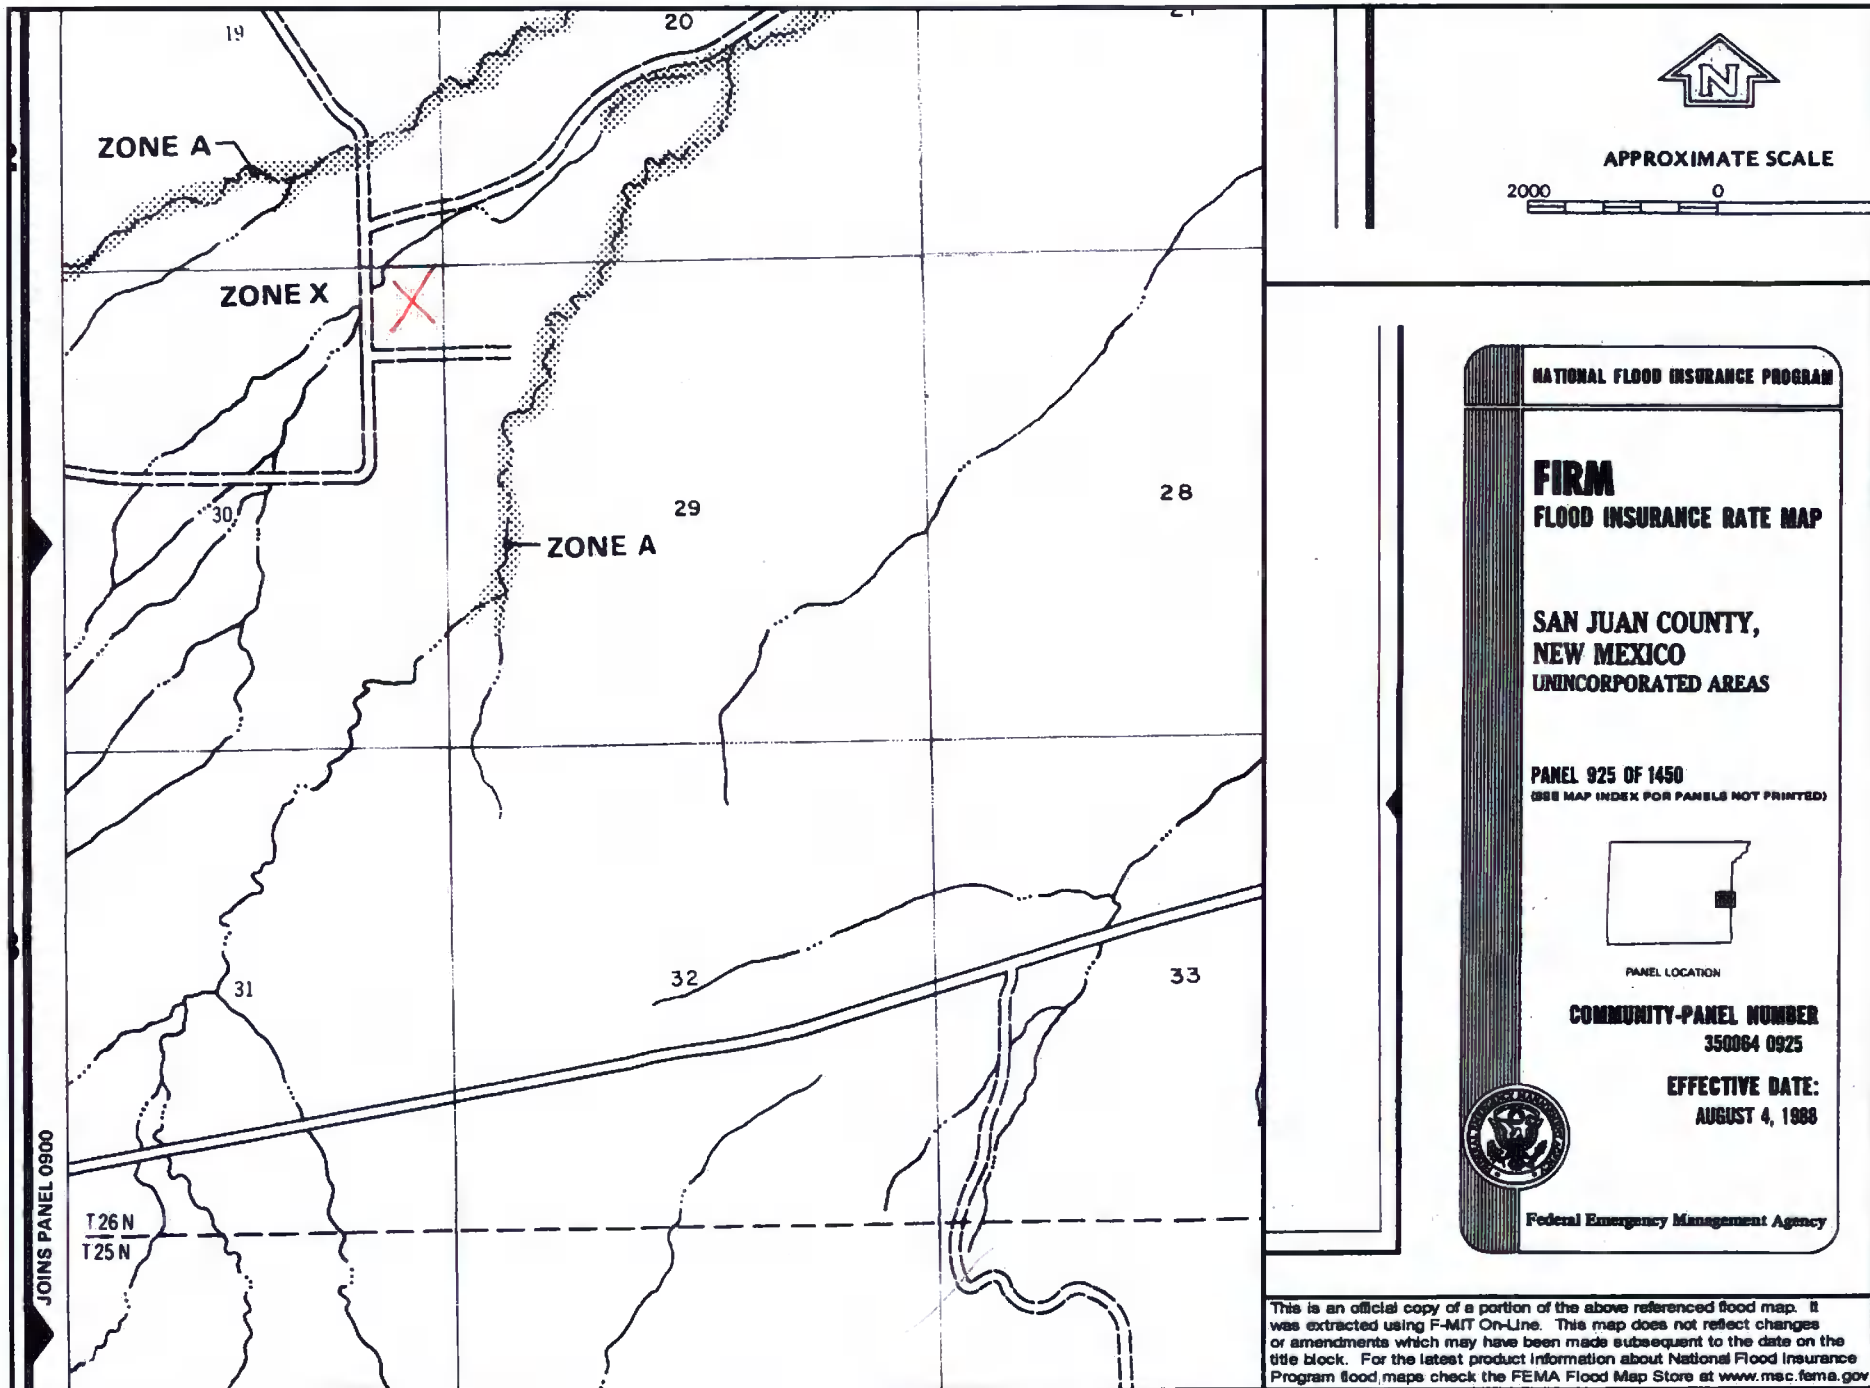 19
20
ZONE A
ZONE X
30
29
28
ZONE A
32
33
31
T26N
T25N
JOINS PANEL 0900
N
APPROXIMATE SCALE
2000 0
NATIONAL FLOOD INSURANCE PROGRAM
FIRM
FLOOD INSURANCE RATE MAP
SAN JUAN COUNTY,
NEW MEXICO
UNINCORPORATED AREAS
PANEL 925 OF 1450
(SEE MAP INDEX FOR PANELS NOT PRINTED)
PANEL LOCATION
COMMUNITY-PANEL NUMBER
350064 0925
EFFECTIVE DATE:
AUGUST 4, 1988
FEDERAL EMERGENCY MANAGEMENT AGENCY
Federal Emergency Management Agency
This is an official copy of a portion of the above referenced flood map. It
was extracted using F-MIT On-Line. This map does not reflect changes
or amendments which may have been made subsequent to the date on the
title block. For the latest product information about National Flood Insurance
Program flood maps check the FEMA Flood Map Store at www.msc.fema.gov